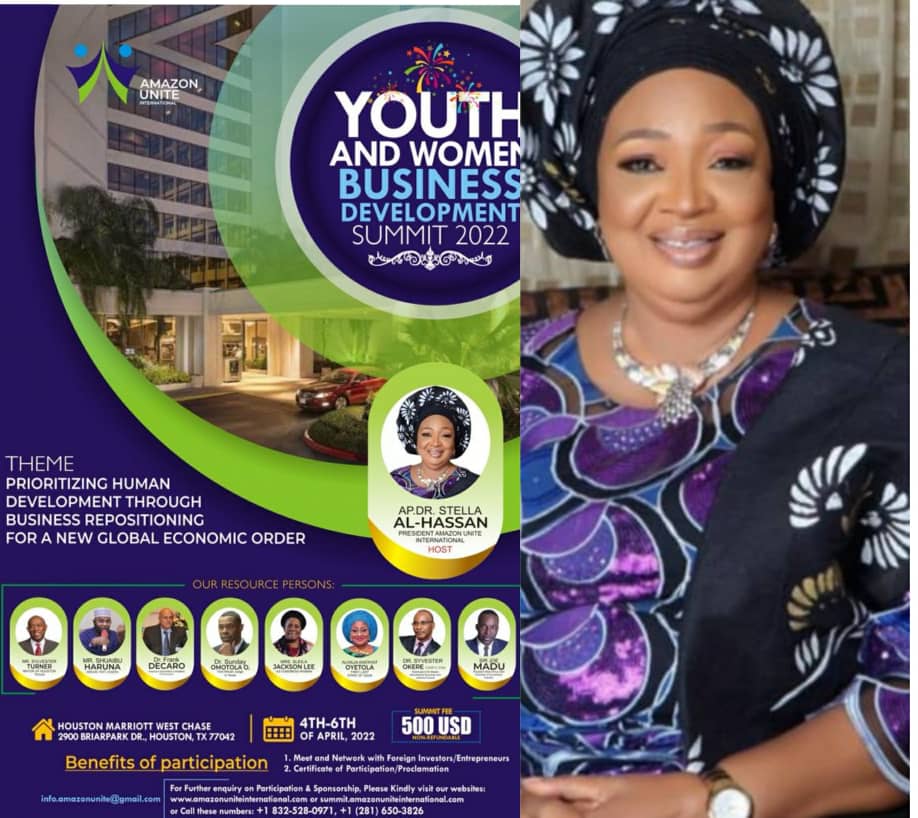 AMAZON
UNITE
INTERNATIONAL
YOUTH
AND WOMEN
BUSINESS
DEVELOPMENT
SUMMIT 2022
AP.DR. STELLA
AL-HASSAN
PRESIDENT AMAZON UNITE
INTERNATIONAL
HOST
THEME
PRIORITIZING HUMAN
DEVELOPMENT THROUGH
BUSINESS REPOSITIONING
FOR A NEW GLOBAL ECONOMIC ORDER
OUR RESOURCE PERSONS:
MR. SYLVESTER
TURNER
MR. SHUAIBU
HARUNA
Dr. Frank
DECARO
Dr. Sunday
OMOTOLA D.
MRS. SLEILA
JACKSON LEE
OYETOLA
DR. SYVESTER
OKERE
DR. JOE
MADU
HOUSTON MARRIOTT WEST CHASE
2900 BRIARPARK DR., HOUSTON, TX 77042
4TH-6TH
OF APRIL, 2022
SUMMIT FEE
500 USD
NON-REFUNDABLE
Benefits of participation
1. Meet and Network with Foreign Investors/Entrepreneurs
2. Certificate of Participation/Proclamation
info.amazonunite@gmail.com
For Further enquiry on Participation & Sponsorship, Please Kindly visit our websites:
www.amazonuniteinternational.com or summit.amazonuniteinternational.com
or Call these numbers: +1 832-528-0971, +1 (281) 650-3826